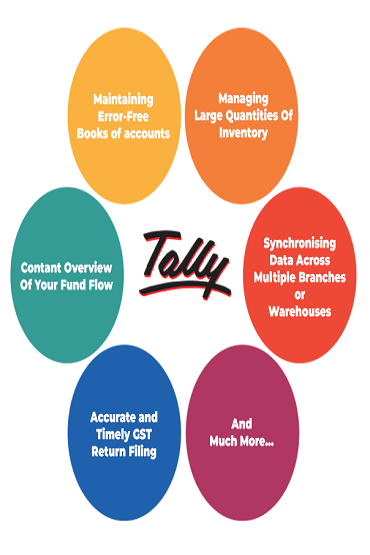 Maintaining
Error-Free
Books of accounts
Managing
Large Quantities Of
Inventory
Contant Overview
Of Your Fund Flow
Tally
Synchronising
Data Across
Multiple Branches
or
Warehouses
Accurate and
Timely GST
Return Filing
And
Much More...